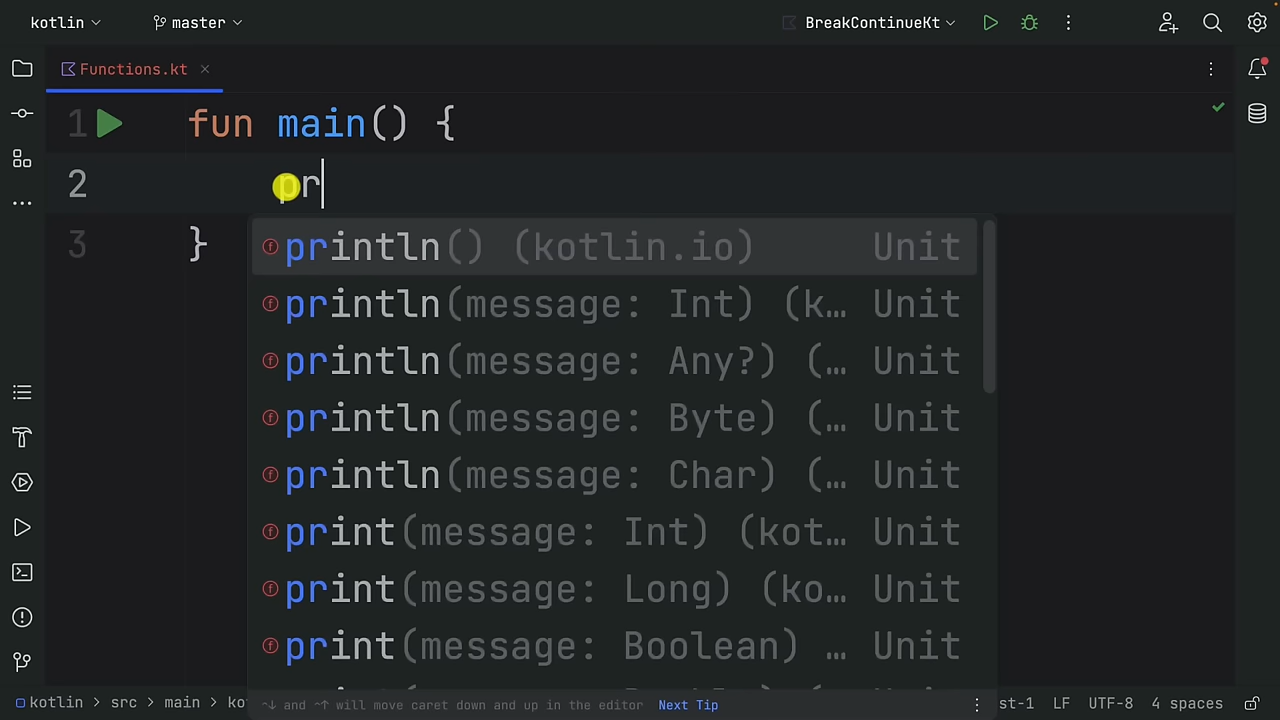 kotlin master BreakContinueKt
Functions.kt
1 fun main() {
2 pr
3 }
println() (kotlin.io) Unit
println(message: Int) (k… Unit
println(message: Any?) (… Unit
println(message: Byte) (… Unit
println(message: Char) (… Unit
print(message: Int) (kot… Unit
print(message: Long) (ko… Unit
print(message: Boolean) … Unit
and will move caret down and up in the editor Next Tip
kotlin > src > main > ko st-1 LF UTF-8 4 spaces